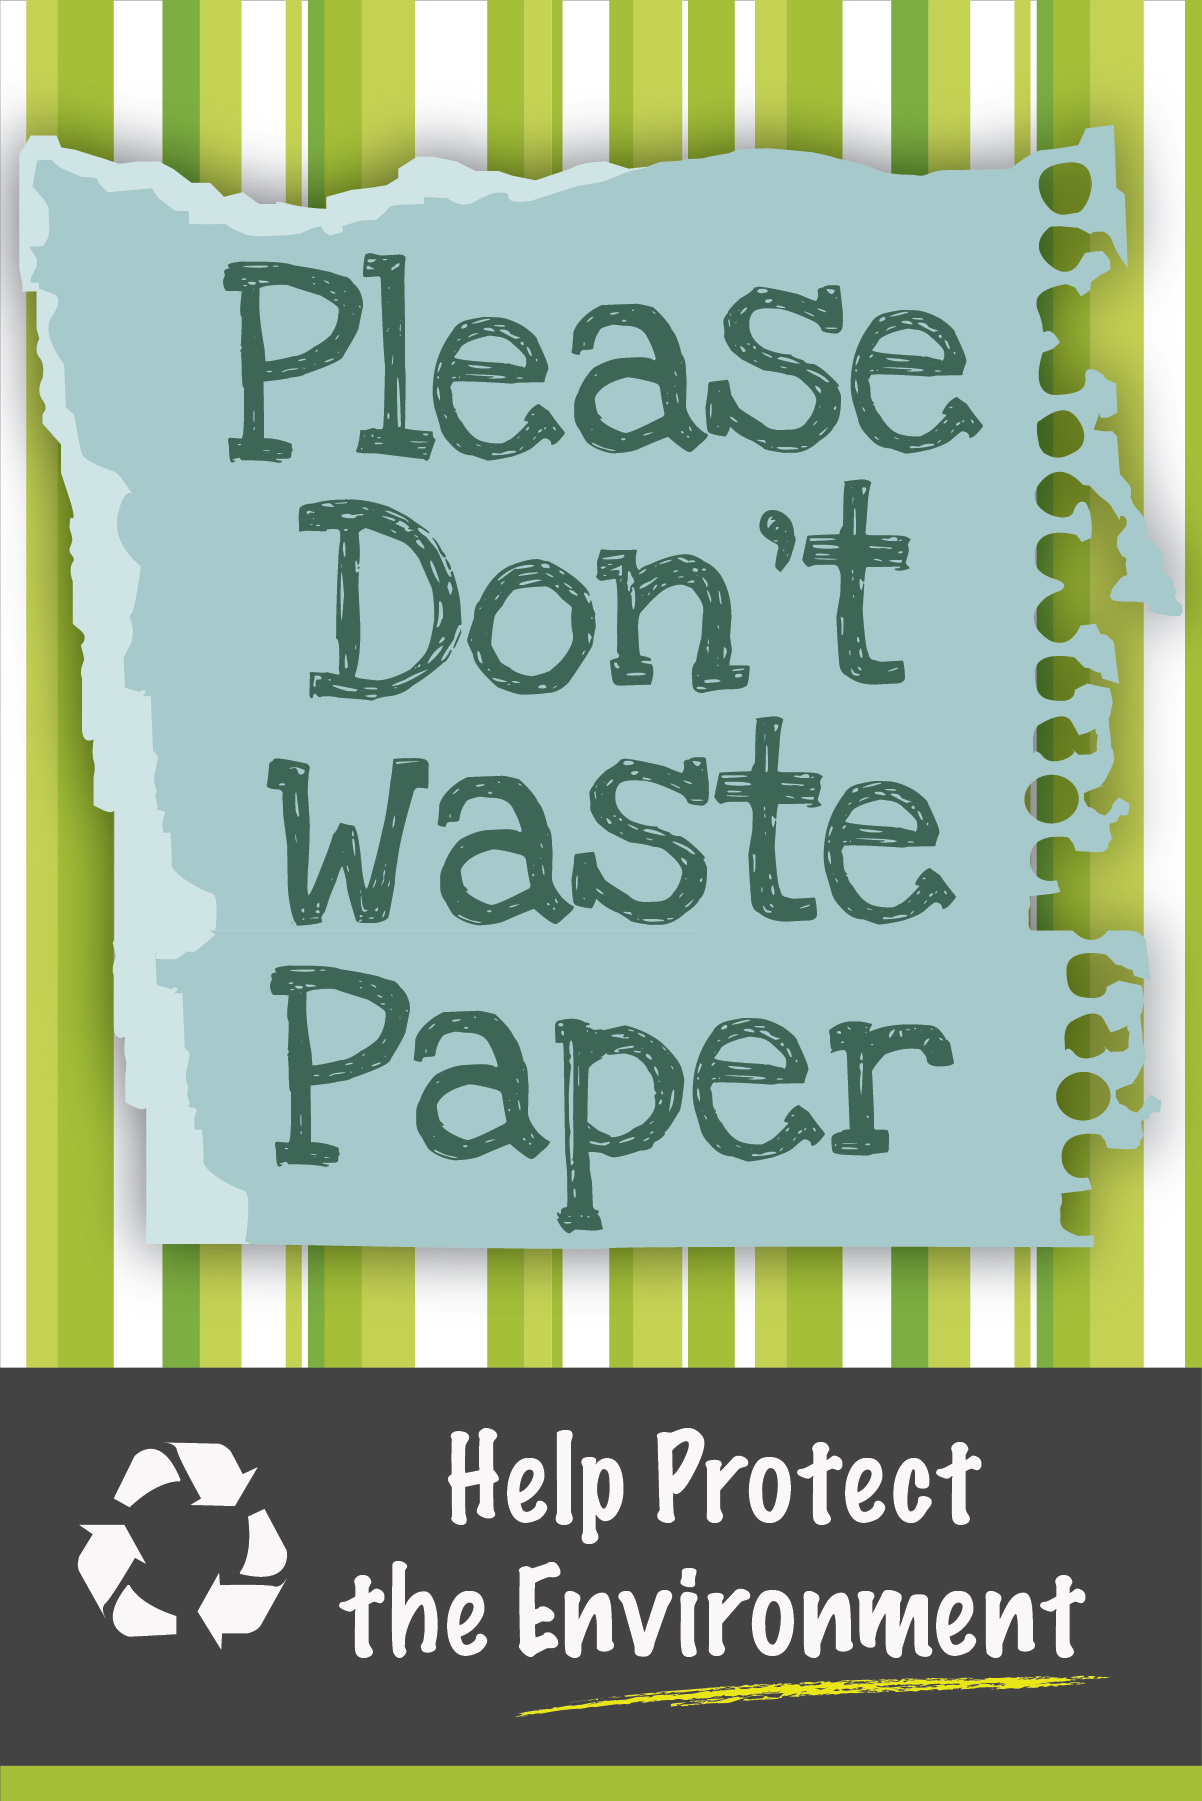 Please
Don't
waste
Paper
Help Protect
the Environment